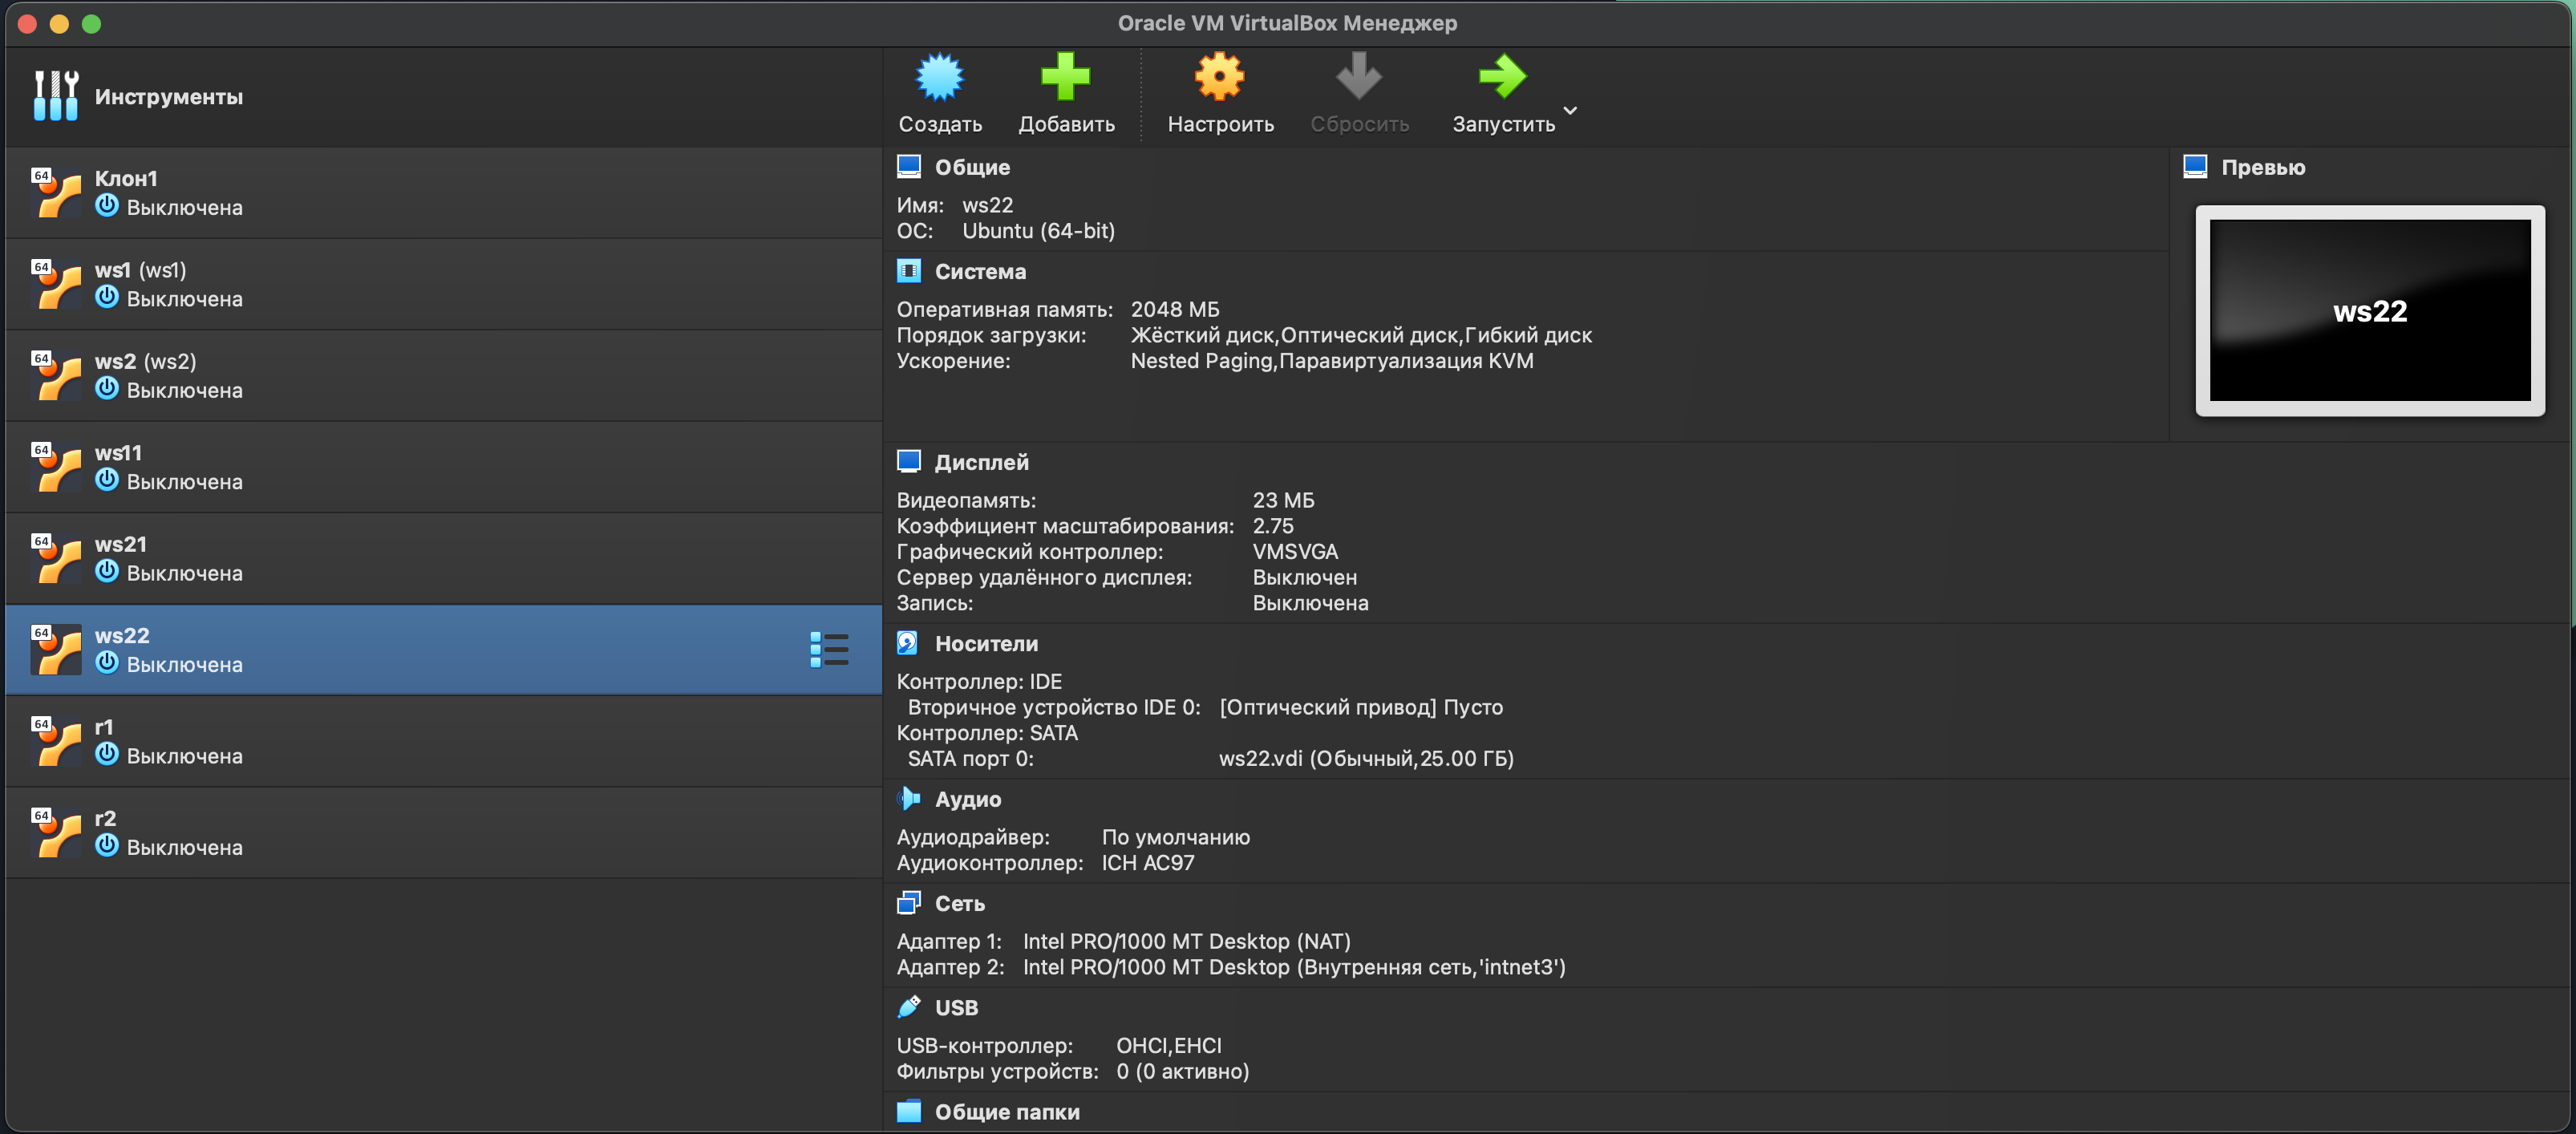 Oracle VM VirtualBox Менеджер
Инструменты
Создать
Добавить
Настроить
Сбросить
Запустить
64
Клон1
Выключена
64
ws1 (ws1)
Выключена
64
ws2 (ws2)
Выключена
64
ws11
Выключена
64
ws21
Выключена
64
ws22
Выключена
64
r1
Выключена
64
r2
Выключена
Общие
Имя: ws22
ОС: Ubuntu (64-bit)
Система
Оперативная память: 2048 МБ
Порядок загрузки: Жёсткий диск,Оптический диск,Гибкий диск
Ускорение: Nested Paging,Паравиртуализация KVM
Превью
ws22
Дисплей
Видеопамять: 23 МБ
Коэффициент масштабирования: 2.75
Графический контроллер: VMSVGA
Сервер удалённого дисплея: Выключен
Запись: Выключена
Носители
Контроллер: IDE
Вторичное устройство IDE 0: [Оптический привод] Пусто
Контроллер: SATA
SATA порт 0: ws22.vdi (Обычный,25.00 ГБ)
Аудио
Аудиодрайвер: По умолчанию
Аудиоконтроллер: ICH AC97
Сеть
Адаптер 1: Intel PRO/1000 MT Desktop (NAT)
Адаптер 2: Intel PRO/1000 MT Desktop (Внутренняя сеть,'intnet3')
USB
USB-контроллер: OHCI,EHCI
Фильтры устройств: 0 (0 активно)
Общие папки